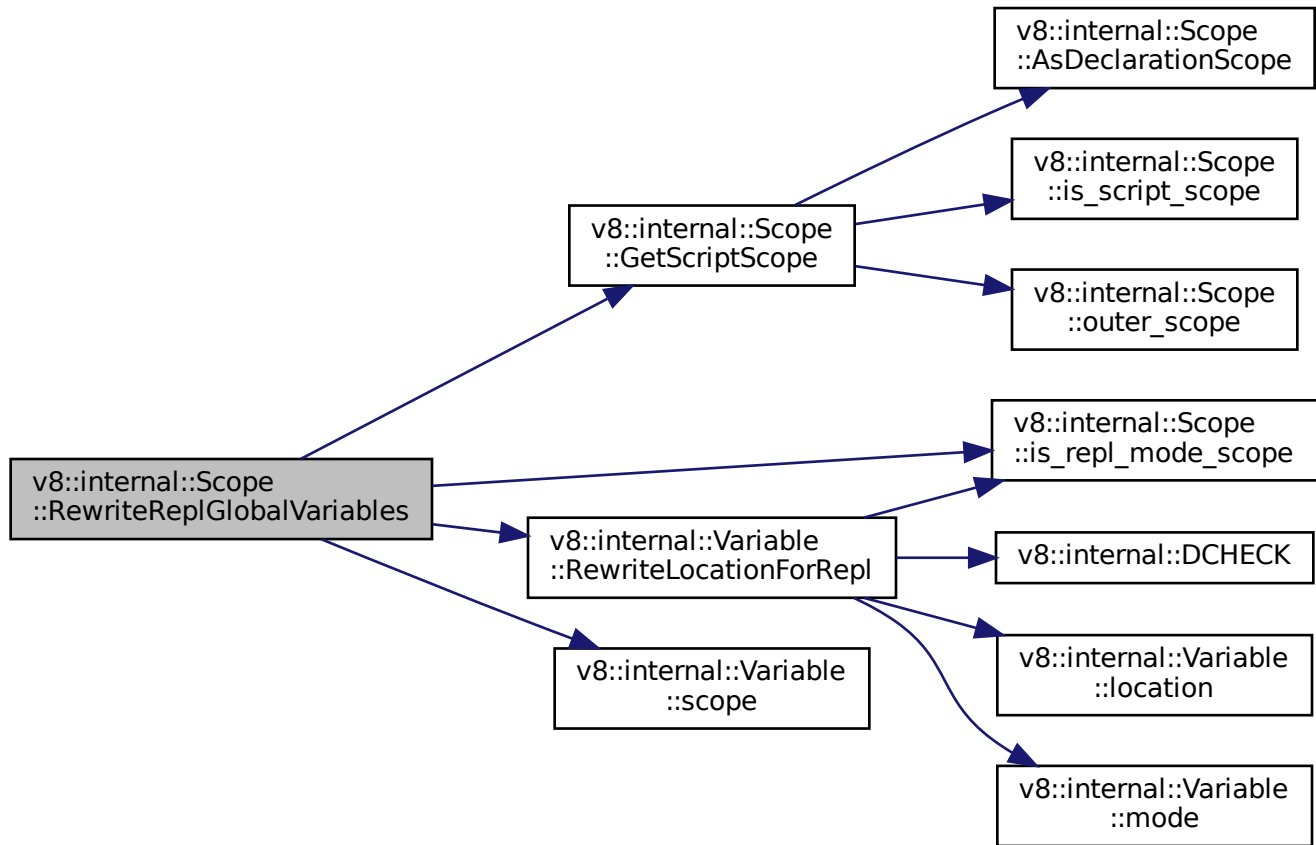 v8::internal::Scope
::AsDeclarationScope
v8::internal::Scope
::is_script_scope
v8::internal::Scope
::GetScriptScope
v8::internal::Scope
::outer_scope
v8::internal::Scope
::is_repl_mode_scope
v8::internal::Scope
::RewriteReplGlobalVariables
v8::internal::Variable
::RewriteLocationForRepl
v8::internal::DCHECK
v8::internal::Variable
::location
v8::internal::Variable
::scope
v8::internal::Variable
::mode